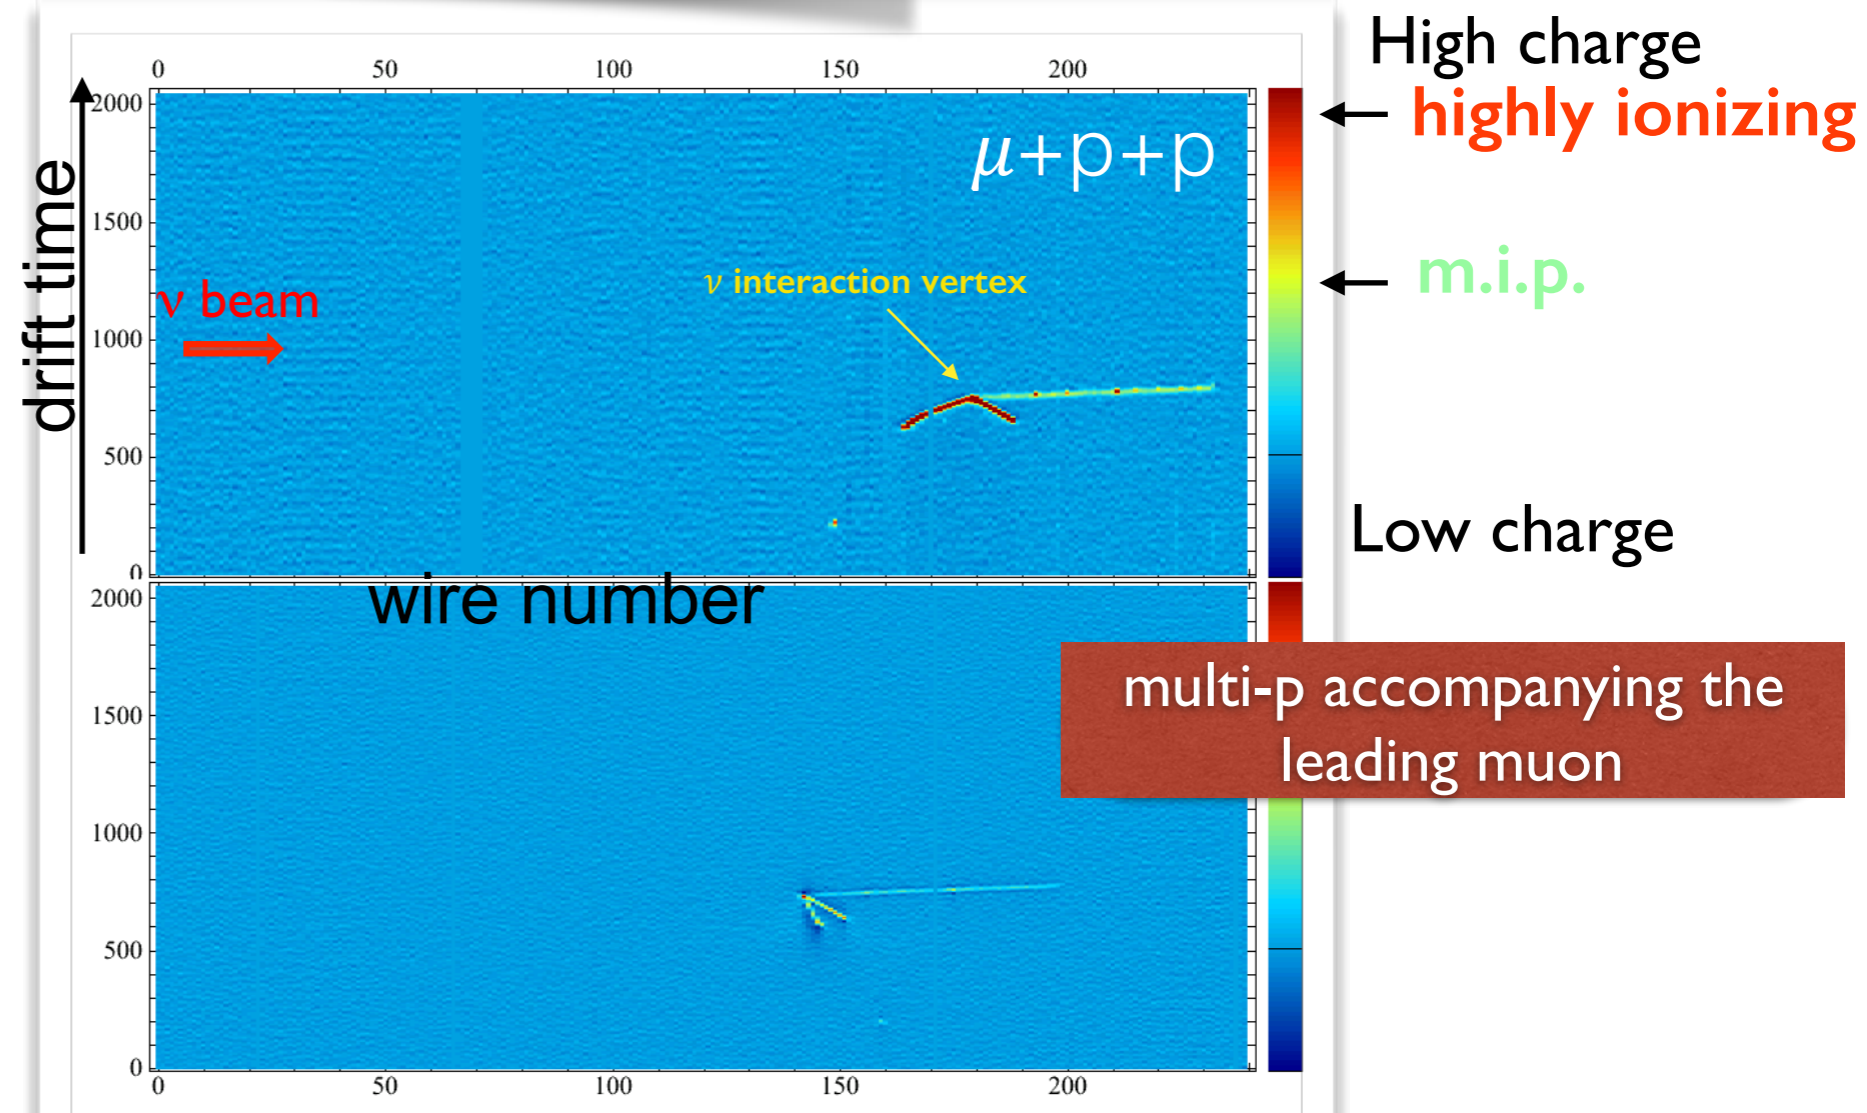 High charge
highly ionizing
m.i.p.
Low charge
0 50 100 150 200
2000
1500
1000
500
0
drift time
μ+p+p
ν interaction vertex
ν beam
wire number
2000
1500
1000
500
0
multi-p accompanying the
leading muon
0 50 100 150 200